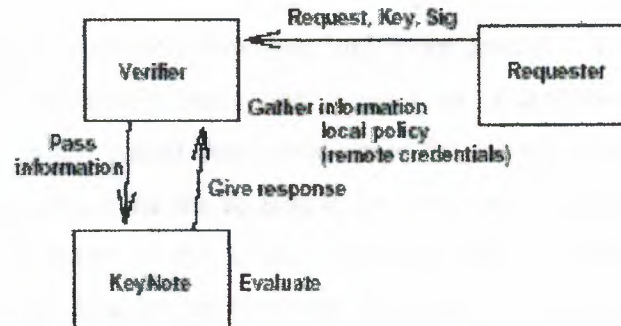 Request, Key, Sig
Verifier
Requester
Gather information
local policy
(remote credentials)
Pass
information
Give response
KeyNote
Evaluate